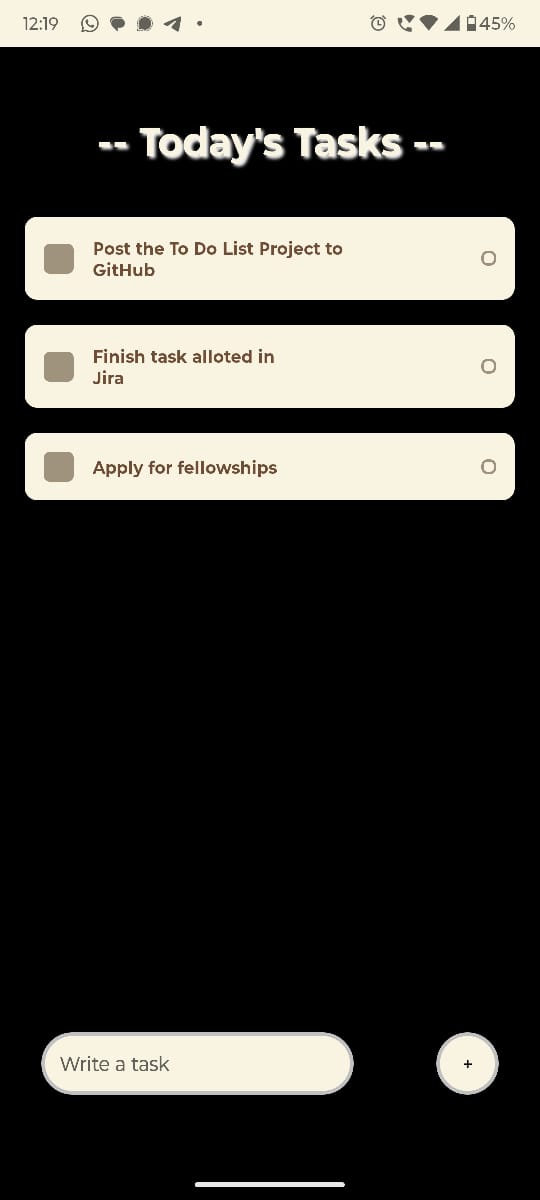 12:19
45%
-- Today's Tasks --
Post the To Do List Project to
GitHub
Finish task alloted in
Jira
Apply for fellowships
Write a task
+